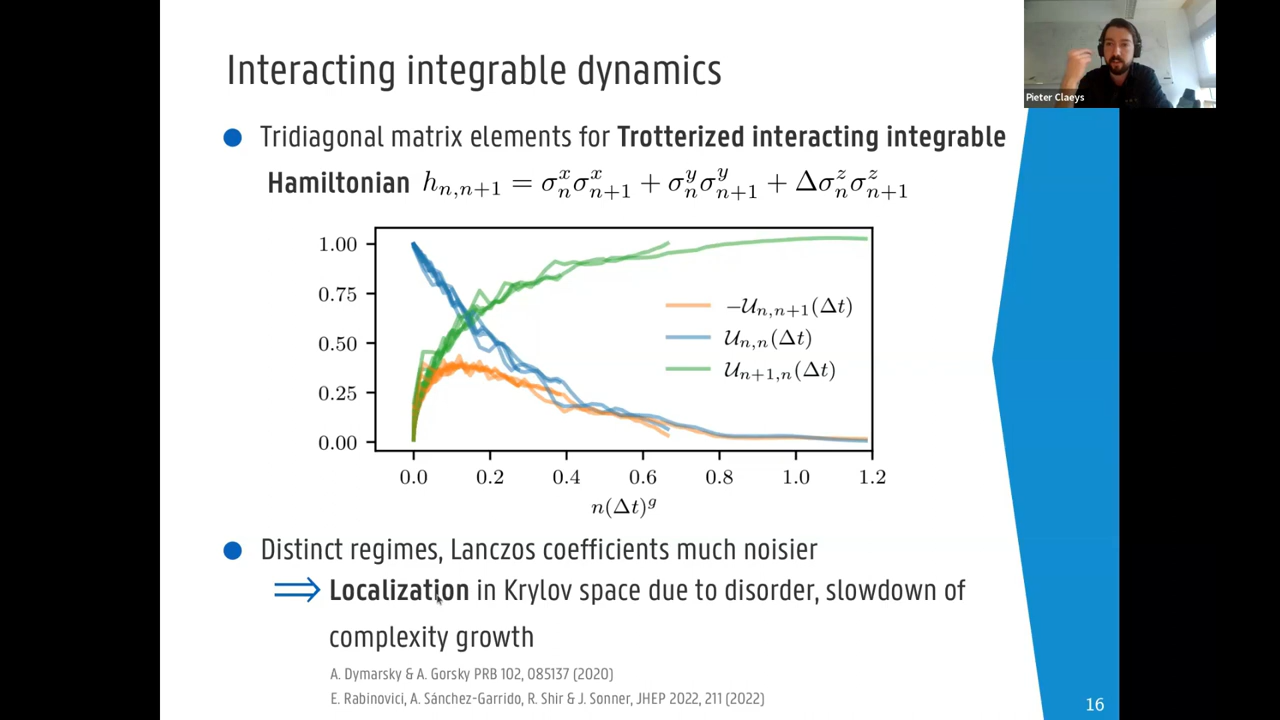 Interacting integrable dynamics
Pieter Claeys
Tridiagonal matrix elements for Trotterized interacting integrable
Hamiltonian h_{n,n+1} = σ^x_n σ^x_{n+1} + σ^y_n σ^y_{n+1} + Δσ^z_n σ^z_{n+1}
1.00
0.75
0.50
0.25
0.00
−𝒰_{n,n+1}(Δt)
𝒰_{n,n}(Δt)
𝒰_{n+1,n}(Δt)
0.0 0.2 0.4 0.6 0.8 1.0 1.2
n(Δt)^g
Distinct regimes, Lanczos coefficients much noisier
⟹ Localization in Krylov space due to disorder, slowdown of
complexity growth
A. Dymarsky & A. Gorsky PRB 102, 085137 (2020)
E. Rabinovici, A. Sánchez-Garrido, R. Shir & J. Sonner, JHEP 2022, 211 (2022)
16